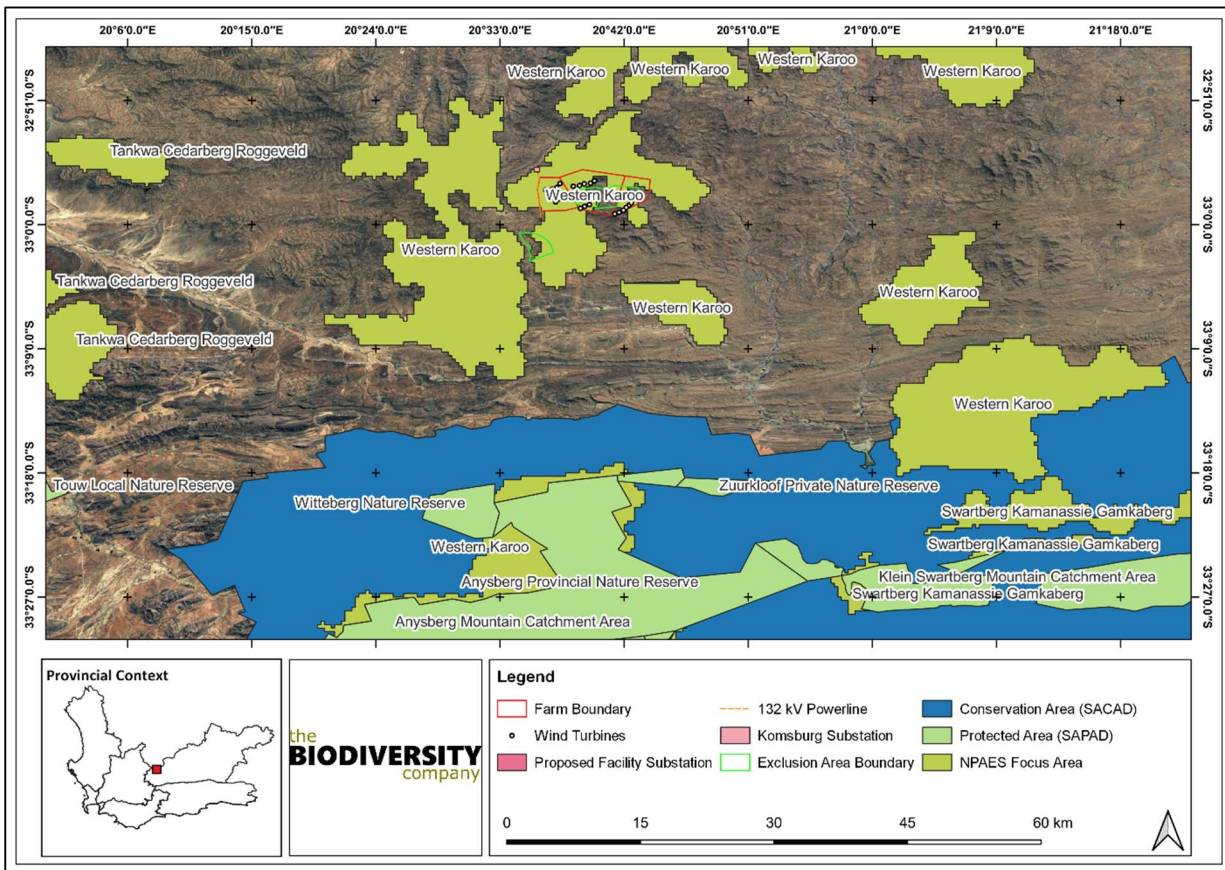 20°6'0.0"E 20°15'0.0"E 20°24'0.0"E 20°33'0.0"E 20°42'0.0"E 20°51'0.0"E 21°0'0.0"E 21°9'0.0"E 21°18'0.0"E
32°51'0.0"S
33°0'0.0"S
33°9'0.0"S
33°18'0.0"S
33°27'0.0"S
32°51'0.0"S
33°0'0.0"S
33°9'0.0"S
33°18'0.0"S
33°27'0.0"S
Western Karoo
Western Karoo
Western Karoo
Western Karoo
Tankwa Cedarberg Roggeveld
Western Karoo
Western Karoo
Tankwa Cedarberg Roggeveld
Western Karoo
Western Karoo
Tankwa Cedarberg Roggeveld
Western Karoo
Touw Local Nature Reserve
Zuurkloof Private Nature Reserve
Witteberg Nature Reserve
Swartberg Kamanassie Gamkaberg
Western Karoo
Swartberg Kamanassie Gamkaberg
Anysberg Provincial Nature Reserve
Klein Swartberg Mountain Catchment Area
Swartberg Kamanassie Gamkaberg
Anysberg Mountain Catchment Area
Provincial Context
the
BIODIVERSITY
company
Legend
Farm Boundary
Wind Turbines
Proposed Facility Substation
132 kV Powerline
Komsburg Substation
Exclusion Area Boundary
Conservation Area (SACAD)
Protected Area (SAPAD)
NPAES Focus Area
0 15 30 45 60 km